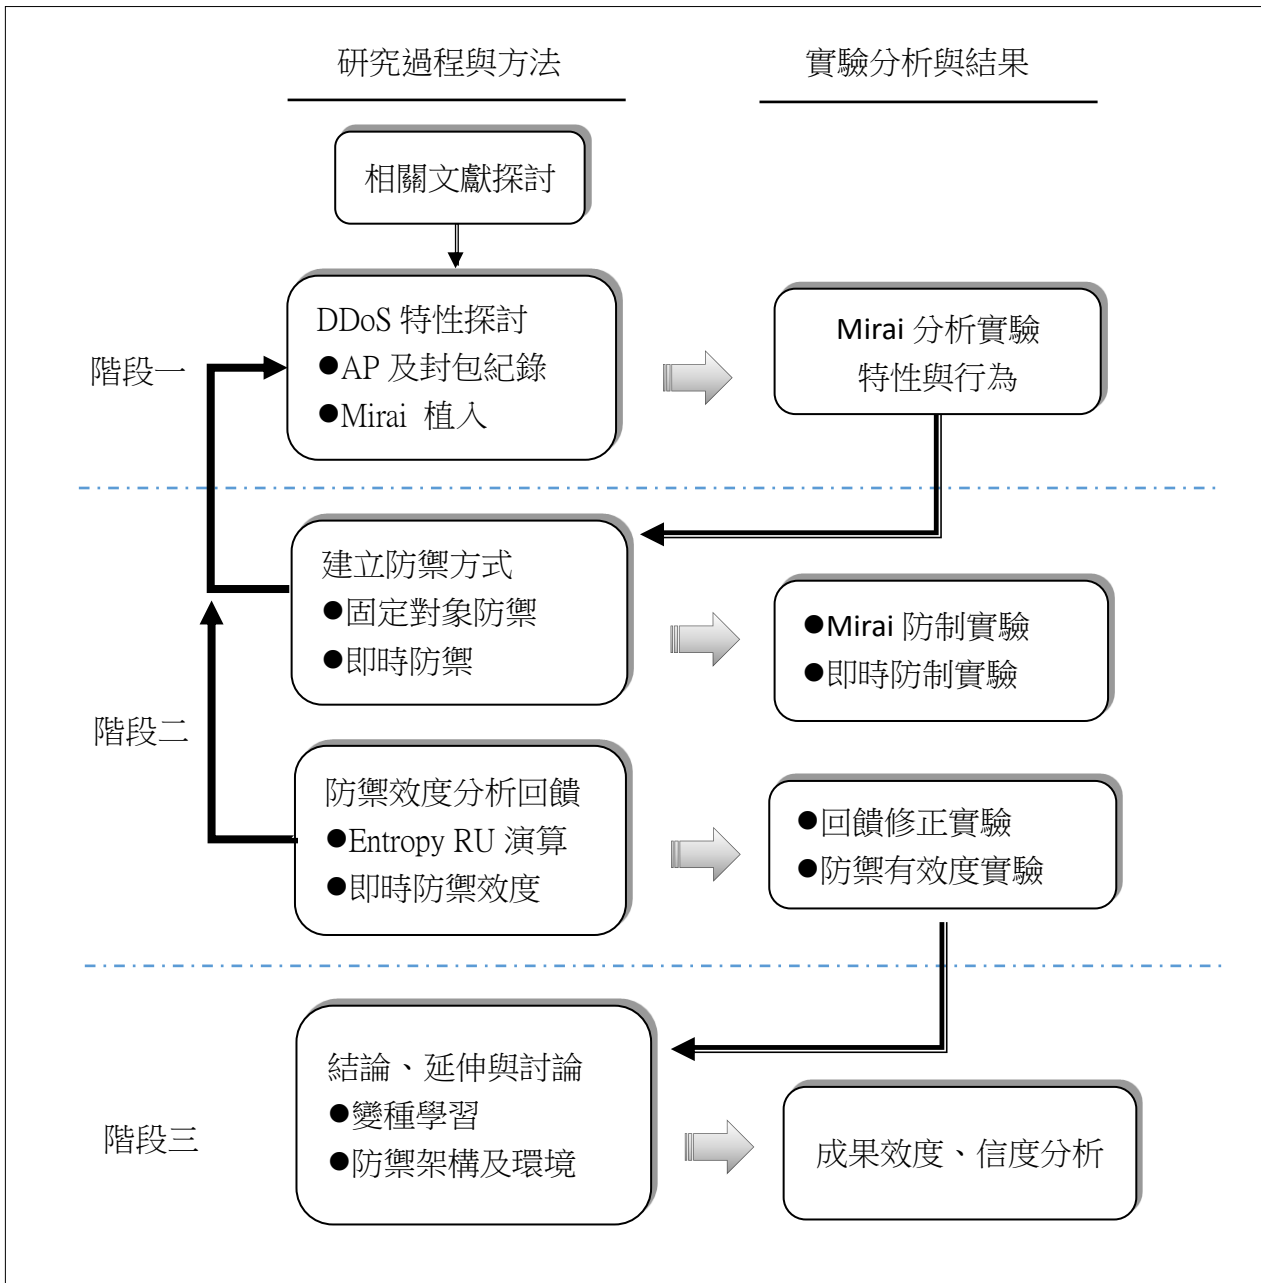 研究過程與方法
實驗分析與結果
相關文獻探討
階段一
DDoS 特性探討
●AP 及封包紀錄
●Mirai 植入
Mirai 分析實驗
特性與行為
階段二
建立防禦方式
●固定對象防禦
●即時防禦
●Mirai 防制實驗
●即時防制實驗
防禦效度分析回饋
●Entropy RU 演算
●即時防禦效度
●回饋修正實驗
●防禦有效度實驗
階段三
結論、延伸與討論
●變種學習
●防禦架構及環境
成果效度、信度分析